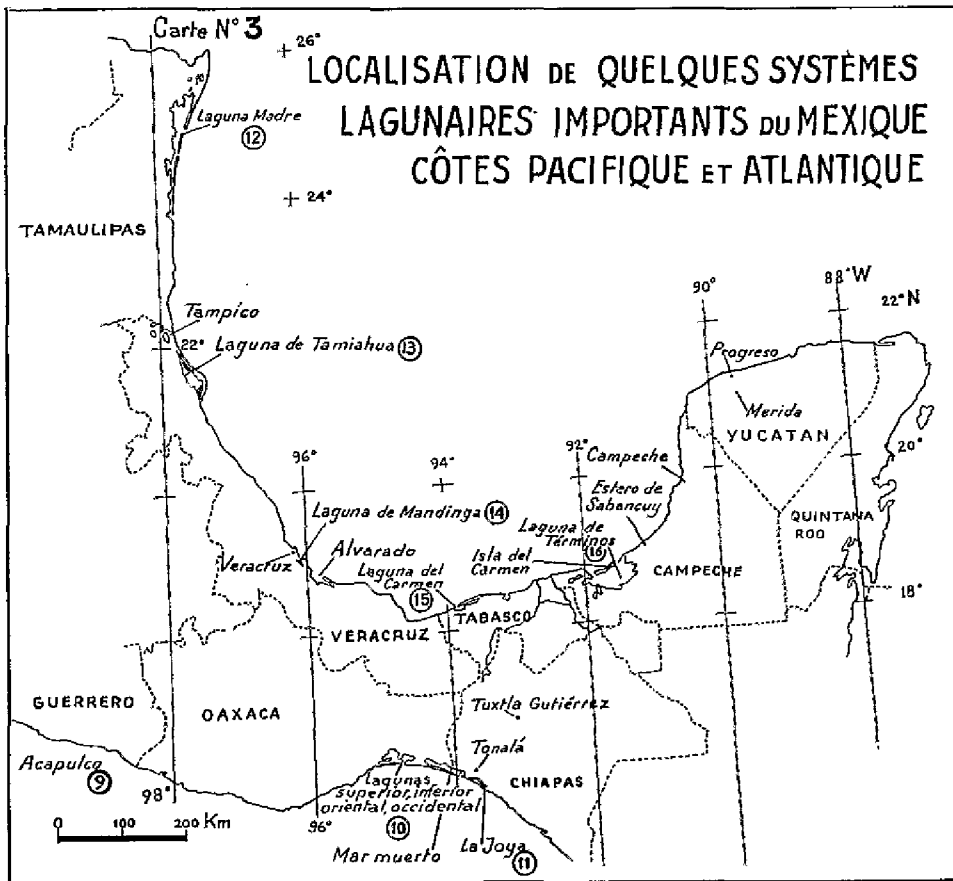 Carte N° 3
26°
LOCALISATION DE QUELQUES SYSTÈMES
LAGUNAIRES IMPORTANTS DU MEXIQUE
CÔTES PACIFIQUE ET ATLANTIQUE
Laguna Madre
12
24°
TAMAULIPAS
90°
88°W
22°N
Tampico
22°
Laguna de Tamiahua 13
Progreso
Merida
YUCATAN
96°
94°
92°
20°
Campeche
Estero de
Sabancuy
Laguna de Mandinga 14
Laguna de
Términos
16
QUINTANA
ROO
Veracruz
Alvarado
Isla del
Carmen
Laguna del
Carmen
15
CAMPECHE
18°
VERACRUZ
TABASCO
GUERRERO
OAXACA
Tuxtla Gutiérrez
Acapulco
9
Tonalá
CHIAPAS
98°
lagunas
superior, inferior
oriental, occidental
10
96°
0 100 200 Km
Mar muerto
La Joya 11